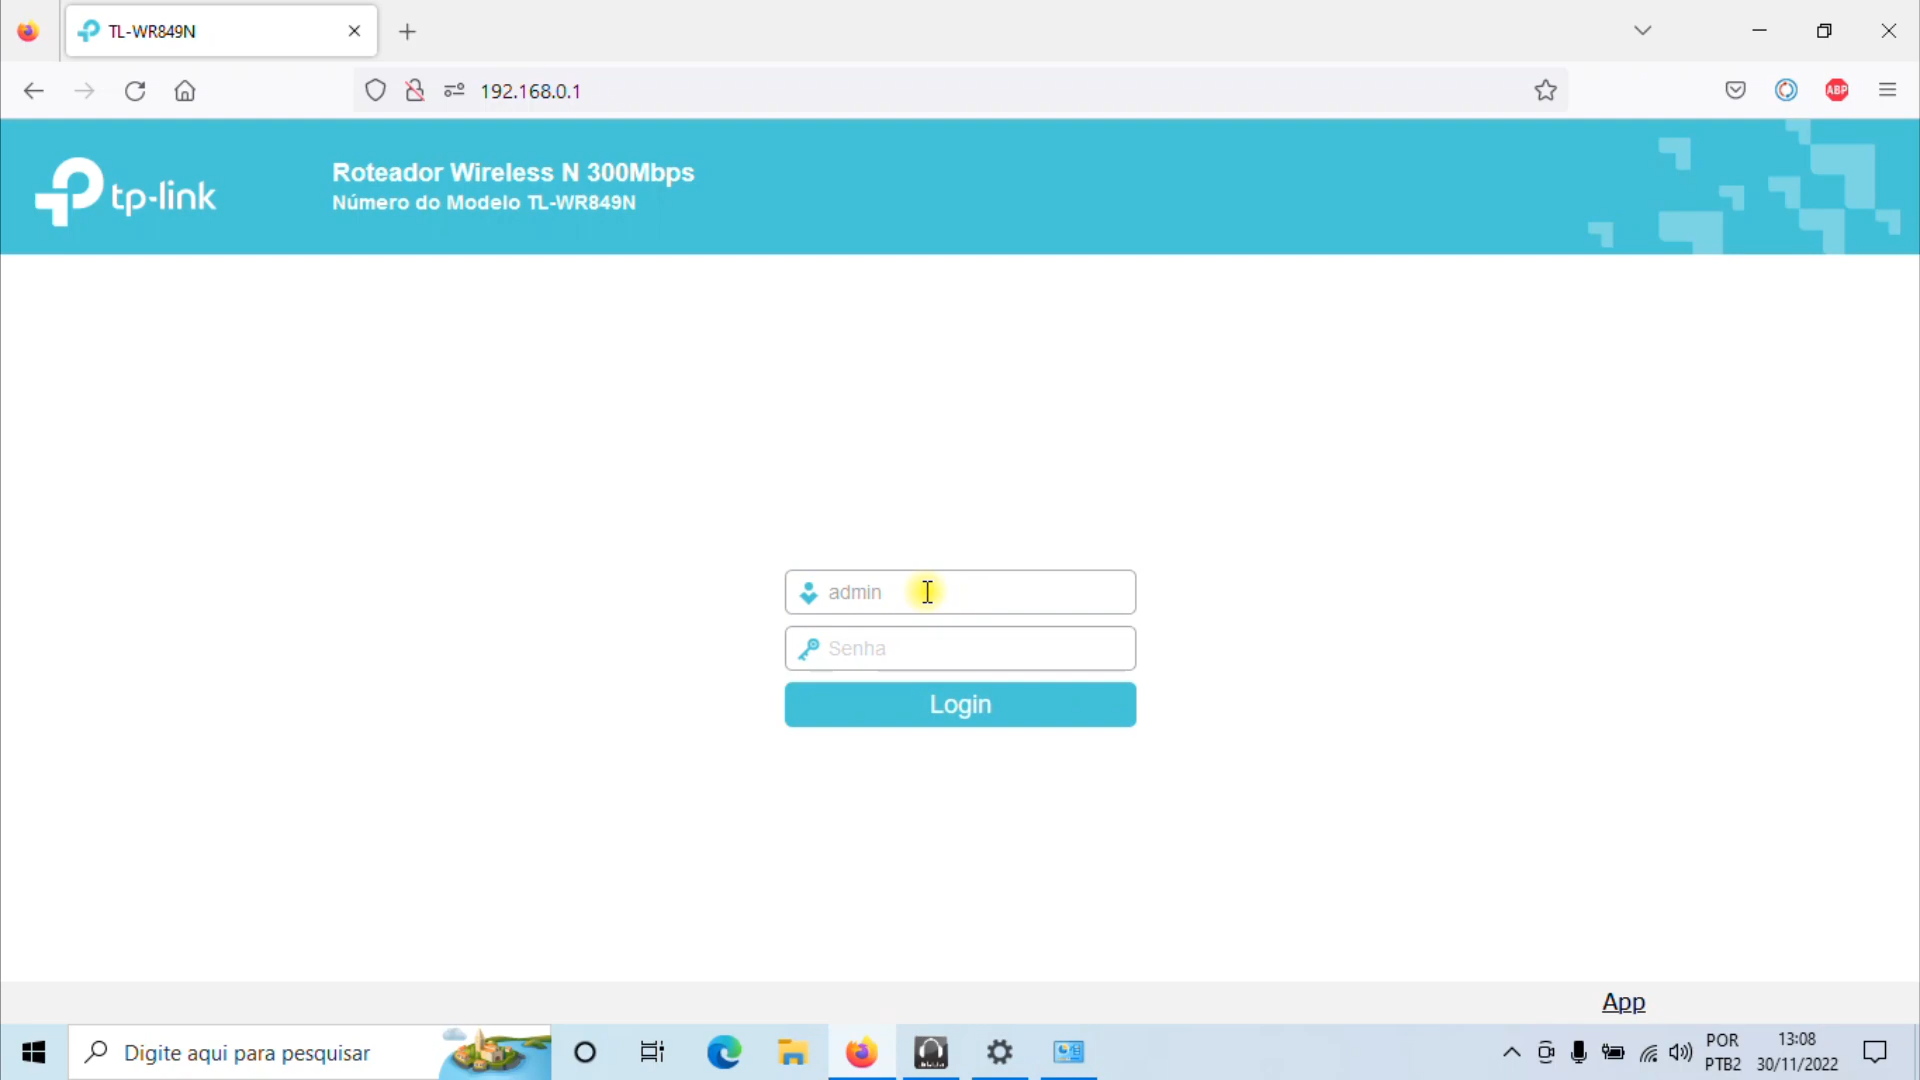 TL-WR849N
192.168.0.1
ABP
tp-link
Roteador Wireless N 300Mbps
Número do Modelo TL-WR849N
admin
Senha
Login
App
Digite aqui para pesquisar
POR
PTB2
13:08
30/11/2022